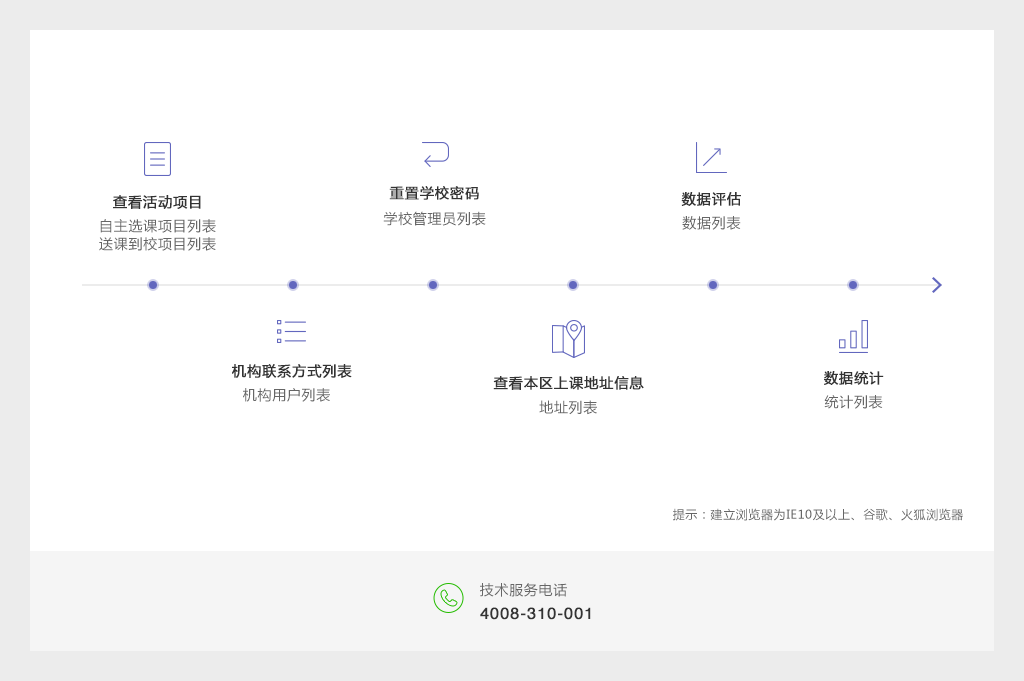 查看活动项目
自主选课项目列表
送课到校项目列表
重置学校密码
学校管理员列表
数据评估
数据列表
机构联系方式列表
机构用户列表
查看本区上课地址信息
地址列表
数据统计
统计列表
提示：建立浏览器为IE10及以上、谷歌、火狐浏览器
技术服务电话
4008-310-001